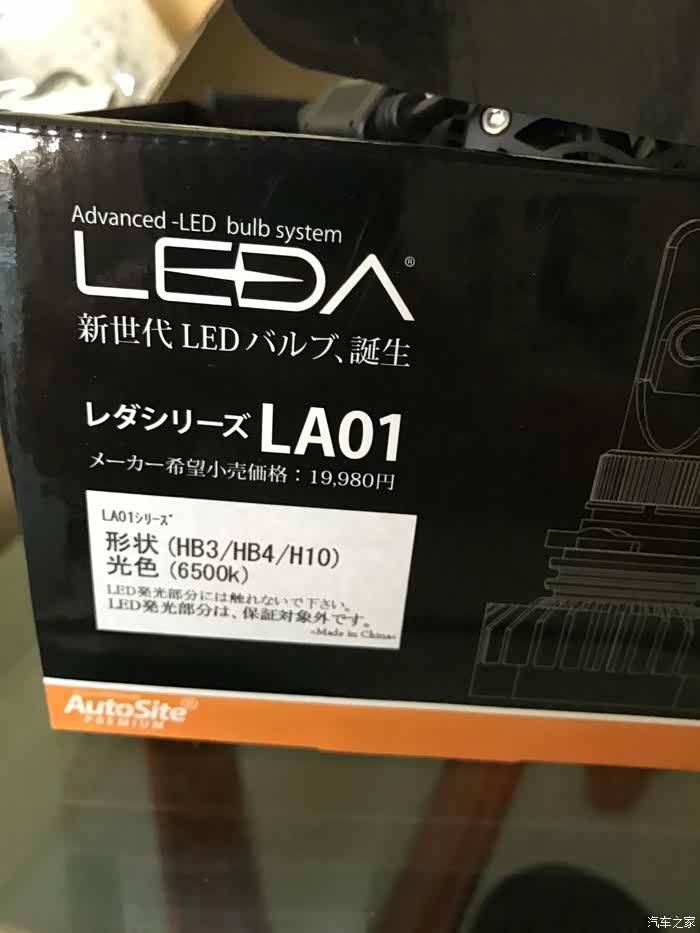 Advanced -LED bulb system
LEDA®
新世代 LED バルブ、誕生
レダシリーズ LA01
メーカー希望小売価格：19,980円
LA01ｼﾘｰｽﾞ
形状 (HB3/HB4/H10)
光色 (6500k)
LED発光部分には触れないで下さい。
LED発光部分は、保証対象外です。
«Made in China»
AutoSite®
PREMIUM
汽车之家